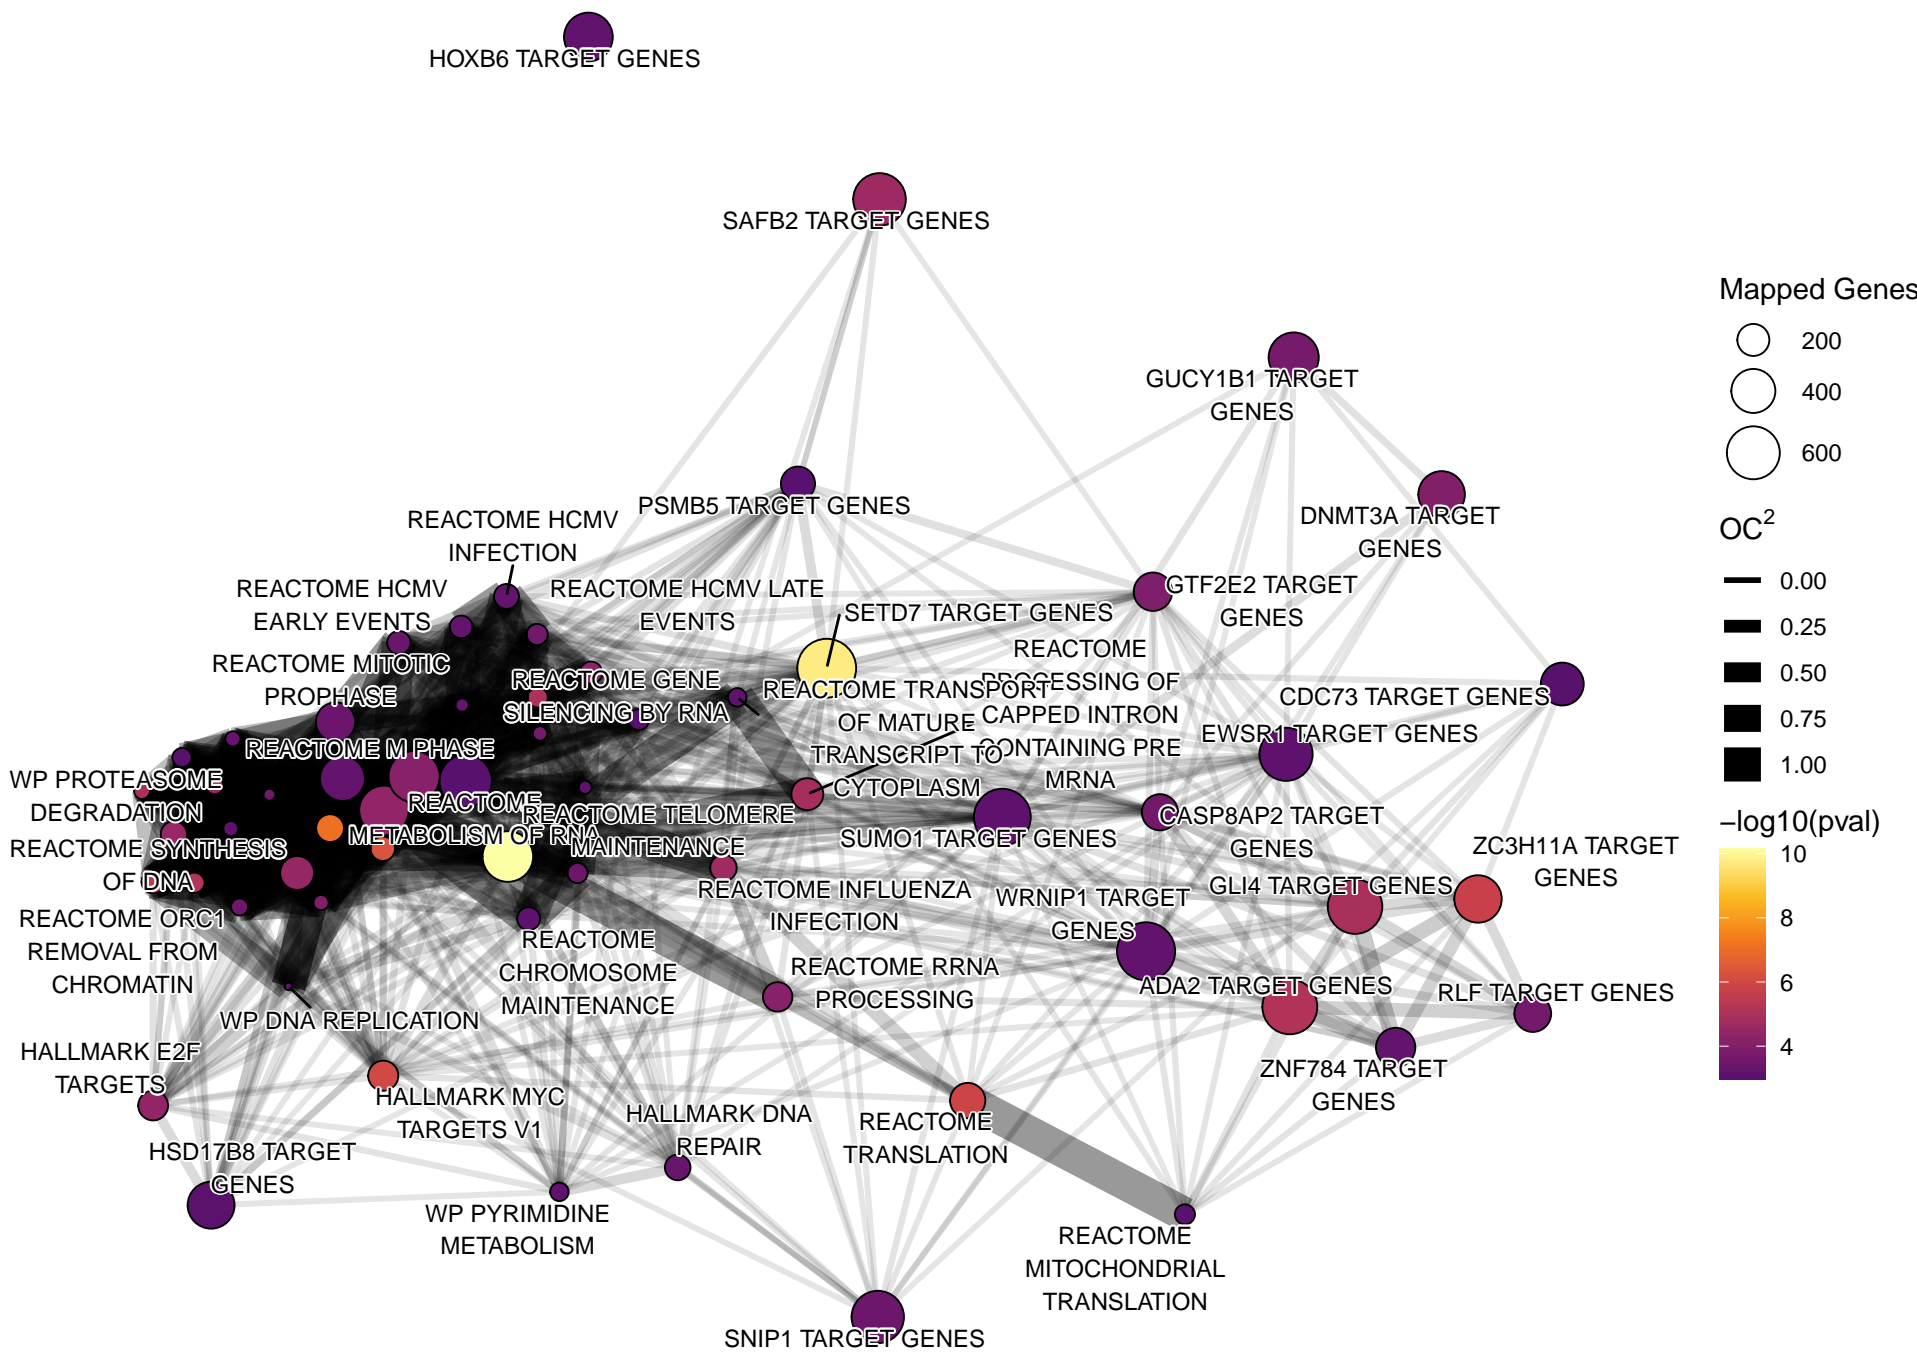 HOXB6 TARGET GENES
SAFB2 TARGET GENES
GUCY1B1 TARGET
GENES
PSMB5 TARGET GENES
DNMT3A TARGET
GENES
REACTOME HCMV
INFECTION
REACTOME HCMV
EARLY EVENTS
REACTOME HCMV LATE
EVENTS
SETD7 TARGET GENES
GTF2E2 TARGET
GENES
REACTOME MITOTIC
PROPHASE
REACTOME GENE
SILENCING BY RNA
REACTOME TRANSPORT
OF MATURE
TRANSCRIPT TO
CYTOPLASM
REACTOME
PROCESSING OF
CAPPED INTRON
CONTAINING PRE
MRNA
CDC73 TARGET GENES
EWSR1 TARGET GENES
REACTOME M PHASE
WP PROTEASOME
DEGRADATION
REACTOME
METABOLISM OF RNA
REACTOME TELOMERE
MAINTENANCE
SUMO1 TARGET GENES
CASP8AP2 TARGET
GENES
ZC3H11A TARGET
GENES
REACTOME SYNTHESIS
OF DNA
REACTOME INFLUENZA
INFECTION
WRNIP1 TARGET
GENES
GLI4 TARGET GENES
REACTOME ORC1
REMOVAL FROM
CHROMATIN
REACTOME
CHROMOSOME
MAINTENANCE
REACTOME RRNA
PROCESSING
ADA2 TARGET GENES
RLF TARGET GENES
WP DNA REPLICATION
HALLMARK E2F
TARGETS
HALLMARK MYC
TARGETS V1
HALLMARK DNA
REPAIR
REACTOME
TRANSLATION
ZNF784 TARGET
GENES
HSD17B8 TARGET
GENES
WP PYRIMIDINE
METABOLISM
REACTOME
MITOCHONDRIAL
TRANSLATION
SNIP1 TARGET GENES
Mapped Genes
200
400
600
OC²
0.00
0.25
0.50
0.75
1.00
−log10(pval)
10
8
6
4